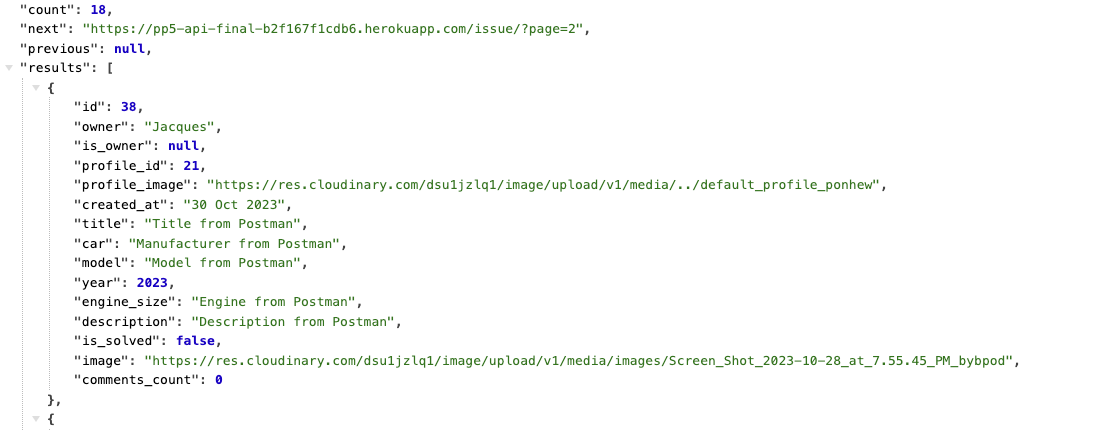 "count": 18,
"next": "https://pp5-api-final-b2f167f1cdb6.herokuapp.com/issue/?page=2",
"previous": null,
"results": [
{
"id": 38,
"owner": "Jacques",
"is_owner": null,
"profile_id": 21,
"profile_image": "https://res.cloudinary.com/dsu1jzlq1/image/upload/v1/media/../default_profile_ponhew",
"created_at": "30 Oct 2023",
"title": "Title from Postman",
"car": "Manufacturer from Postman",
"model": "Model from Postman",
"year": 2023,
"engine_size": "Engine from Postman",
"description": "Description from Postman",
"is_solved": false,
"image": "https://res.cloudinary.com/dsu1jzlq1/image/upload/v1/media/images/Screen_Shot_2023-10-28_at_7.55.45_PM_bybpod",
"comments_count": 0
},
{